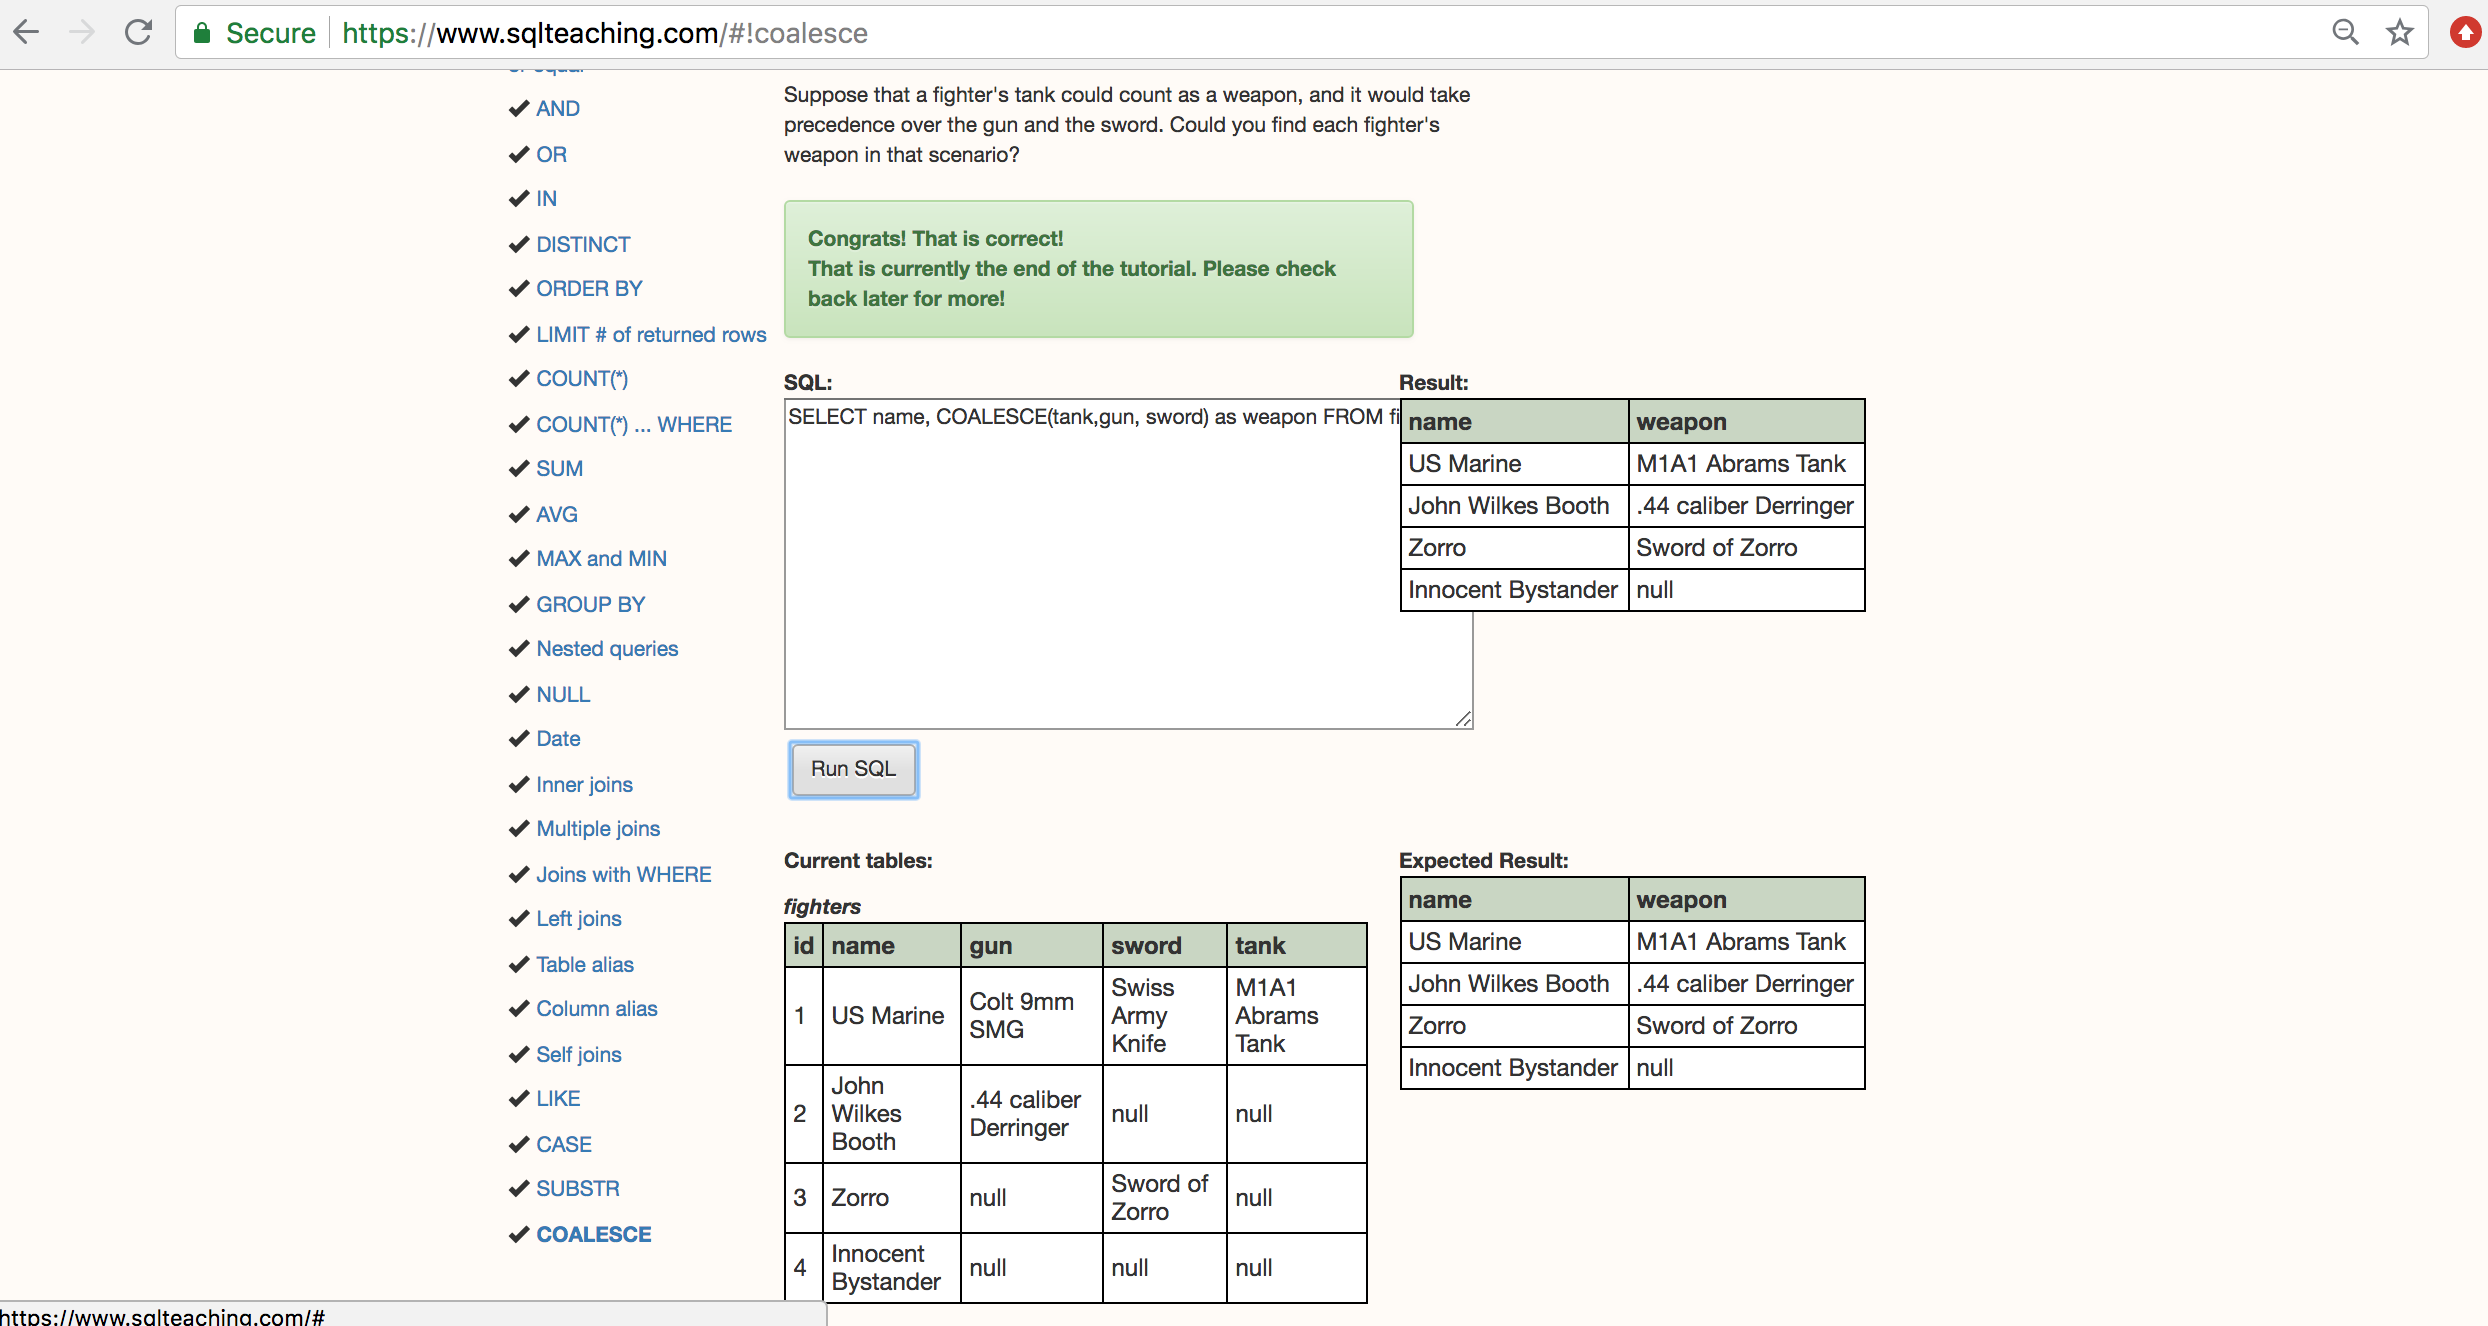 Secure https://www.sqlteaching.com/#!coalesce
or equal
AND
OR
IN
DISTINCT
ORDER BY
LIMIT # of returned rows
COUNT(*)
COUNT(*) ... WHERE
SUM
AVG
MAX and MIN
GROUP BY
Nested queries
NULL
Date
Inner joins
Multiple joins
Joins with WHERE
Left joins
Table alias
Column alias
Self joins
LIKE
CASE
SUBSTR
COALESCE
Suppose that a fighter's tank could count as a weapon, and it would take
precedence over the gun and the sword. Could you find each fighter's
weapon in that scenario?
Congrats! That is correct!
That is currently the end of the tutorial. Please check
back later for more!
SQL:
SELECT name, COALESCE(tank,gun, sword) as weapon FROM fi
Run SQL
Result:
name weapon
US Marine M1A1 Abrams Tank
John Wilkes Booth .44 caliber Derringer
Zorro Sword of Zorro
Innocent Bystander null
Current tables:
fighters
id name gun sword tank
1 US Marine Colt 9mm SMG Swiss Army Knife M1A1 Abrams Tank
2 John Wilkes Booth .44 caliber Derringer null null
3 Zorro null Sword of Zorro null
4 Innocent Bystander null null null
Expected Result:
name weapon
US Marine M1A1 Abrams Tank
John Wilkes Booth .44 caliber Derringer
Zorro Sword of Zorro
Innocent Bystander null
https://www.sqlteaching.com/#